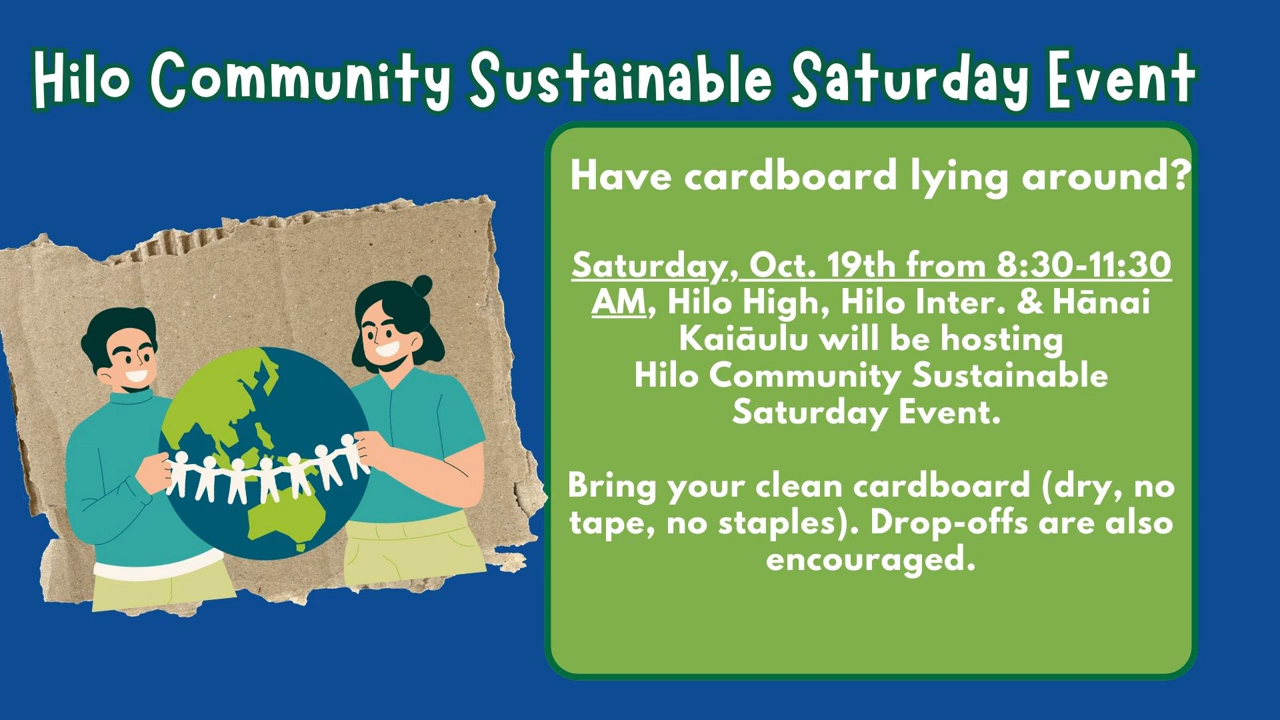 Hilo Community Sustainable Saturday Event
Have cardboard lying around?
Saturday, Oct. 19th from 8:30-11:30
AM, Hilo High, Hilo Inter. & Hānai
Kaiāulu will be hosting
Hilo Community Sustainable
Saturday Event.
Bring your clean cardboard (dry, no
tape, no staples). Drop-offs are also
encouraged.